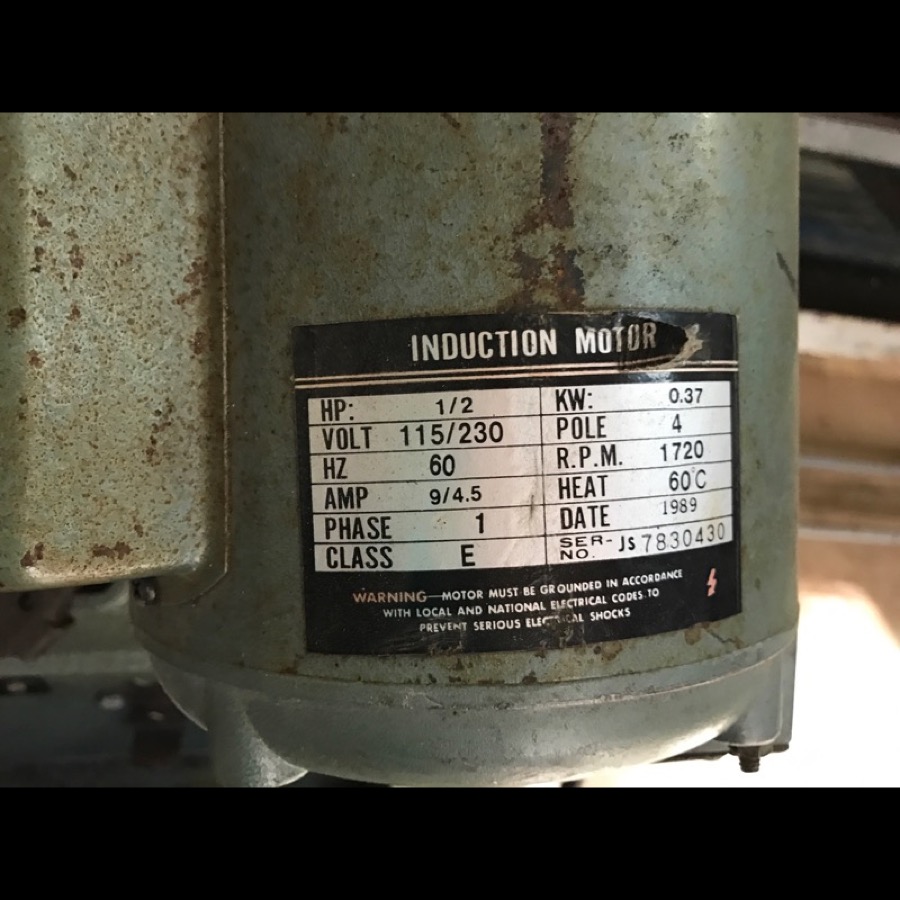 INDUCTION MOTOR
HP: 1/2 KW: 0.37
VOLT 115/230 POLE 4
HZ 60 R.P.M. 1720
AMP 9/4.5 HEAT 60°C
PHASE 1 DATE 1989
CLASS E SER-NO. JS 7830430
WARNING MOTOR MUST BE GROUNDED IN ACCORDANCE
WITH LOCAL AND NATIONAL ELECTRICAL CODES TO
PREVENT SERIOUS ELECTRICAL SHOCKS